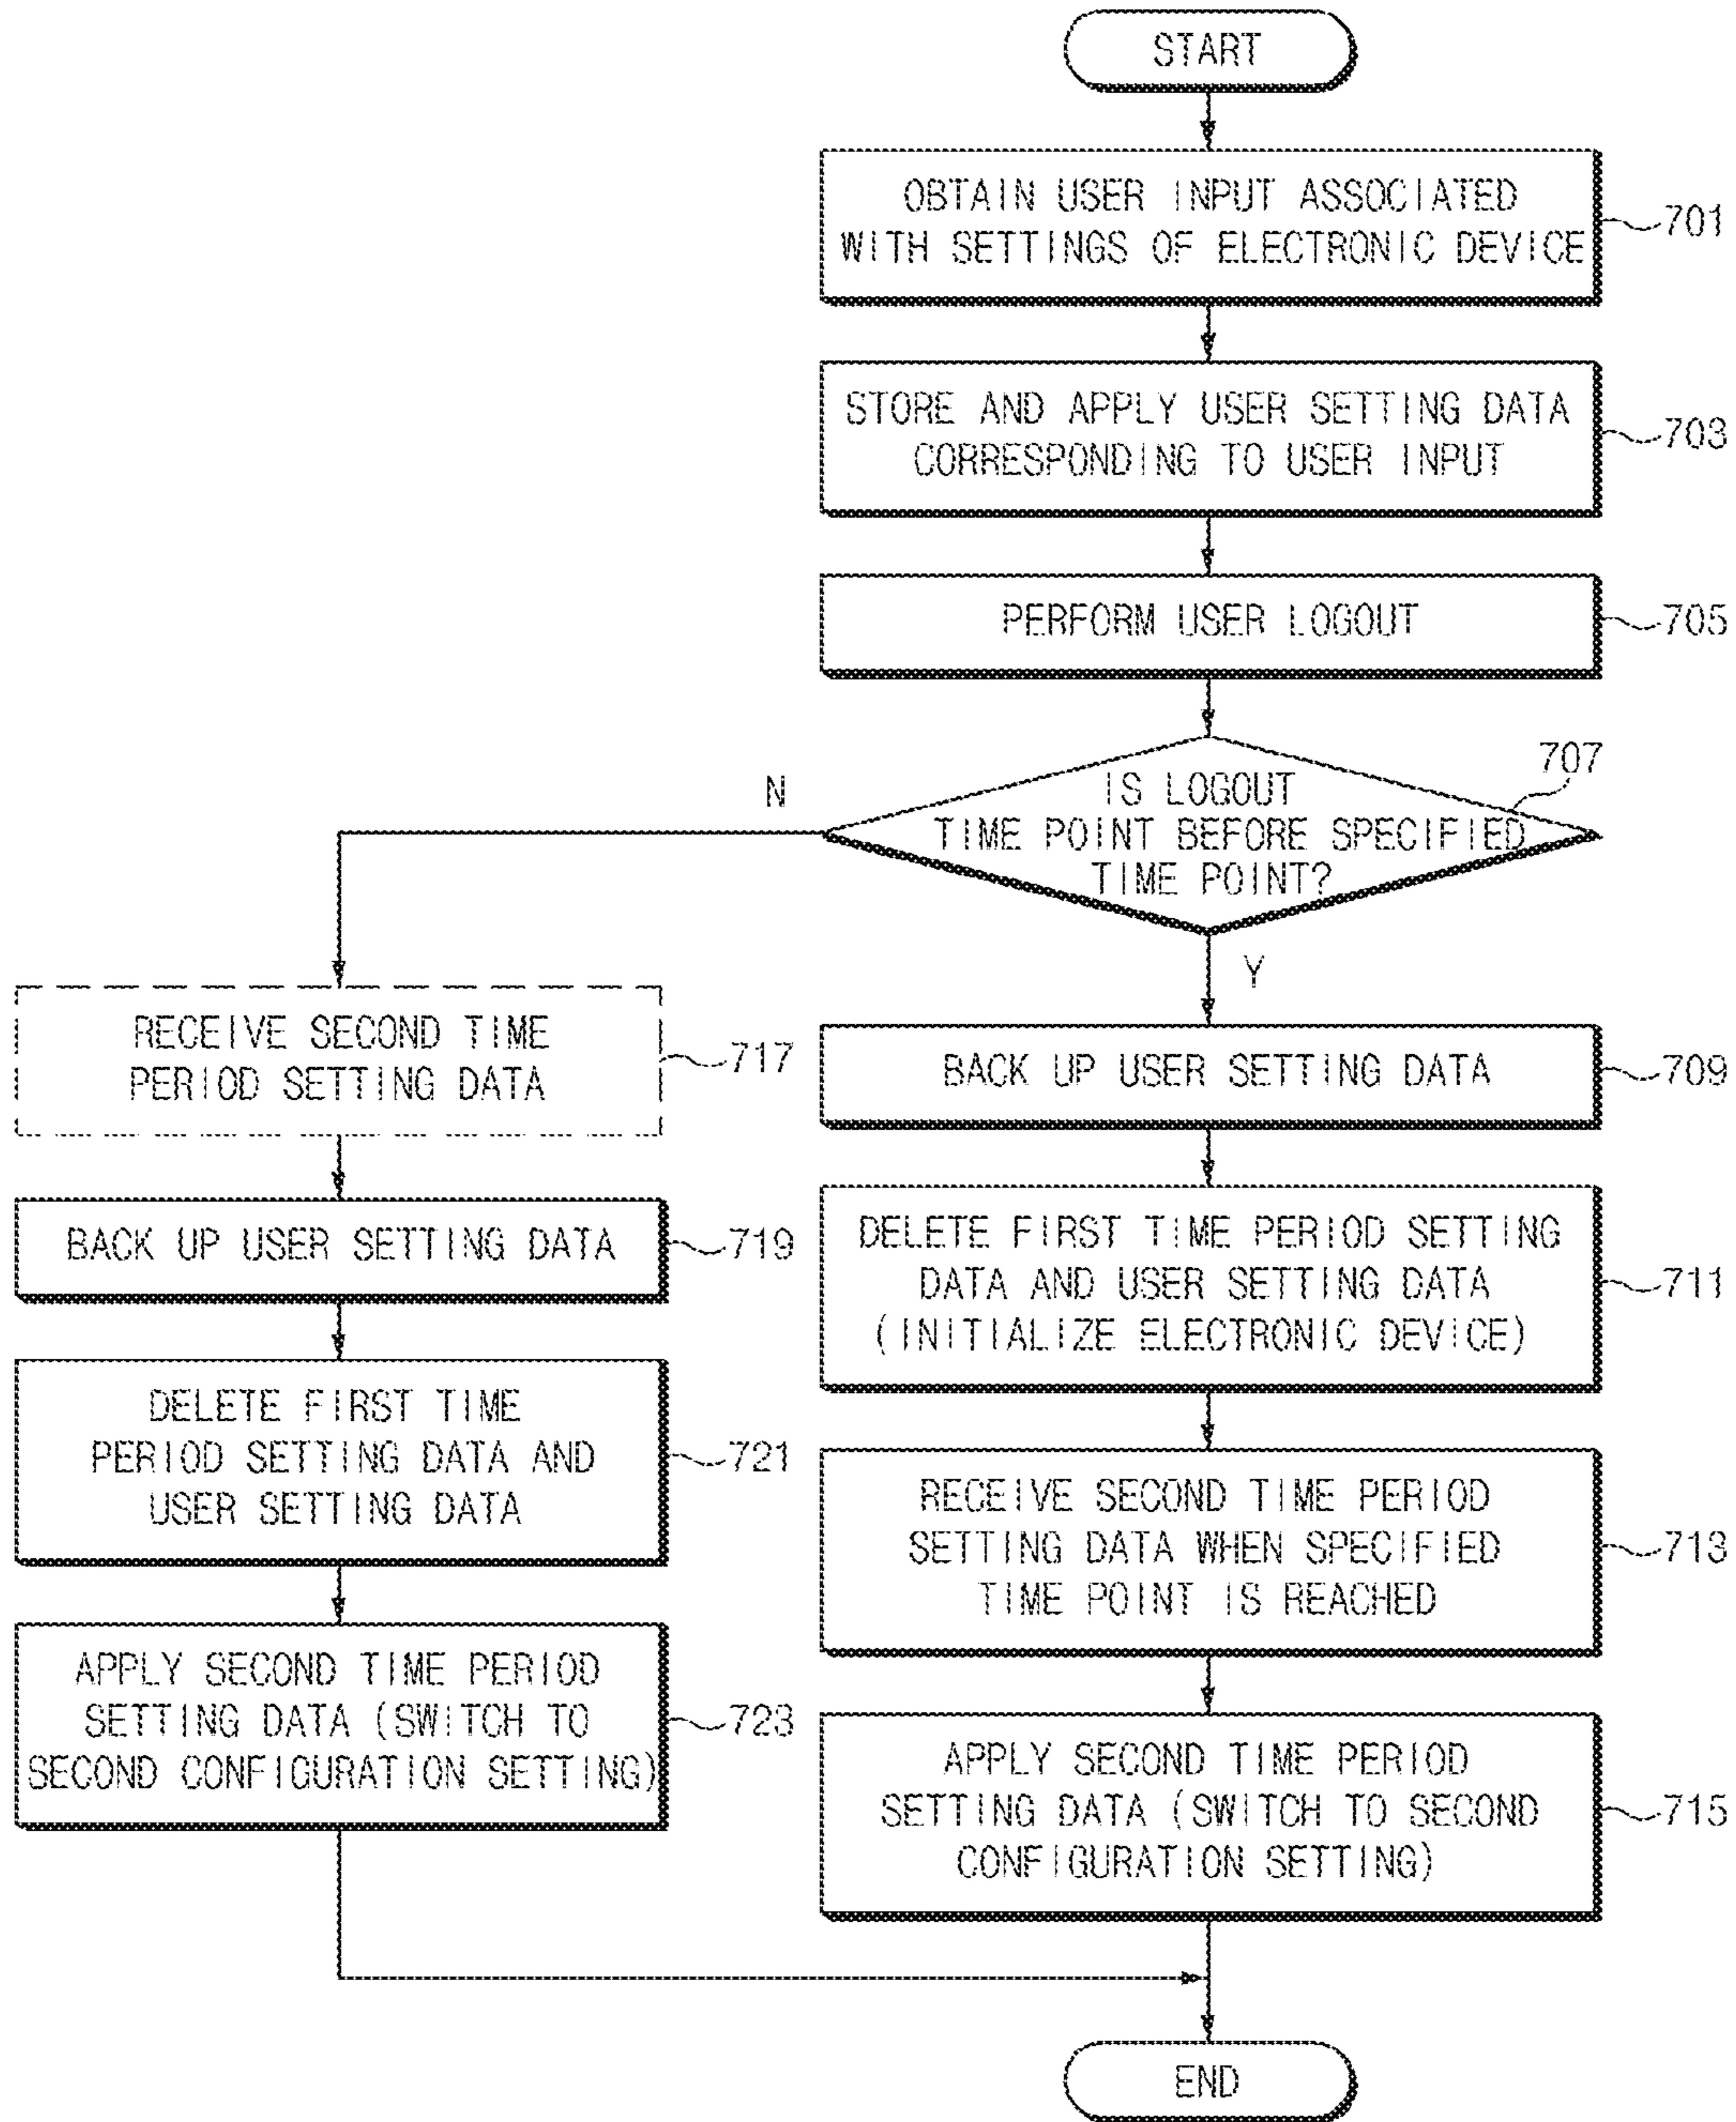 START
OBTAIN USER INPUT ASSOCIATED
WITH SETTINGS OF ELECTRONIC DEVICE
701
STORE AND APPLY USER SETTING DATA
CORRESPONDING TO USER INPUT
703
PERFORM USER LOGOUT
705
707
IS LOGOUT
TIME POINT BEFORE SPECIFIED
TIME POINT?
N
Y
RECEIVE SECOND TIME
PERIOD SETTING DATA
717
BACK UP USER SETTING DATA
719
DELETE FIRST TIME
PERIOD SETTING DATA AND
USER SETTING DATA
721
APPLY SECOND TIME PERIOD
SETTING DATA (SWITCH TO
SECOND CONFIGURATION SETTING)
723
BACK UP USER SETTING DATA
709
DELETE FIRST TIME PERIOD SETTING
DATA AND USER SETTING DATA
(INITIALIZE ELECTRONIC DEVICE)
711
RECEIVE SECOND TIME PERIOD
SETTING DATA WHEN SPECIFIED
TIME POINT IS REACHED
713
APPLY SECOND TIME PERIOD
SETTING DATA (SWITCH TO SECOND
CONFIGURATION SETTING)
715
END